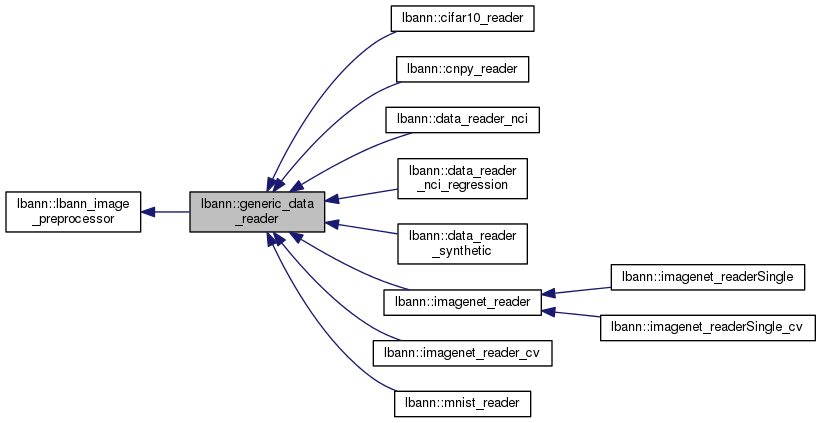 lbann::cifar10_reader
lbann::cnpy_reader
lbann::data_reader_nci
lbann::data_reader
_nci_regression
lbann::lbann_image
_preprocessor
lbann::generic_data
_reader
lbann::data_reader
_synthetic
lbann::imagenet_reader
lbann::imagenet_readerSingle
lbann::imagenet_readerSingle_cv
lbann::imagenet_reader_cv
lbann::mnist_reader